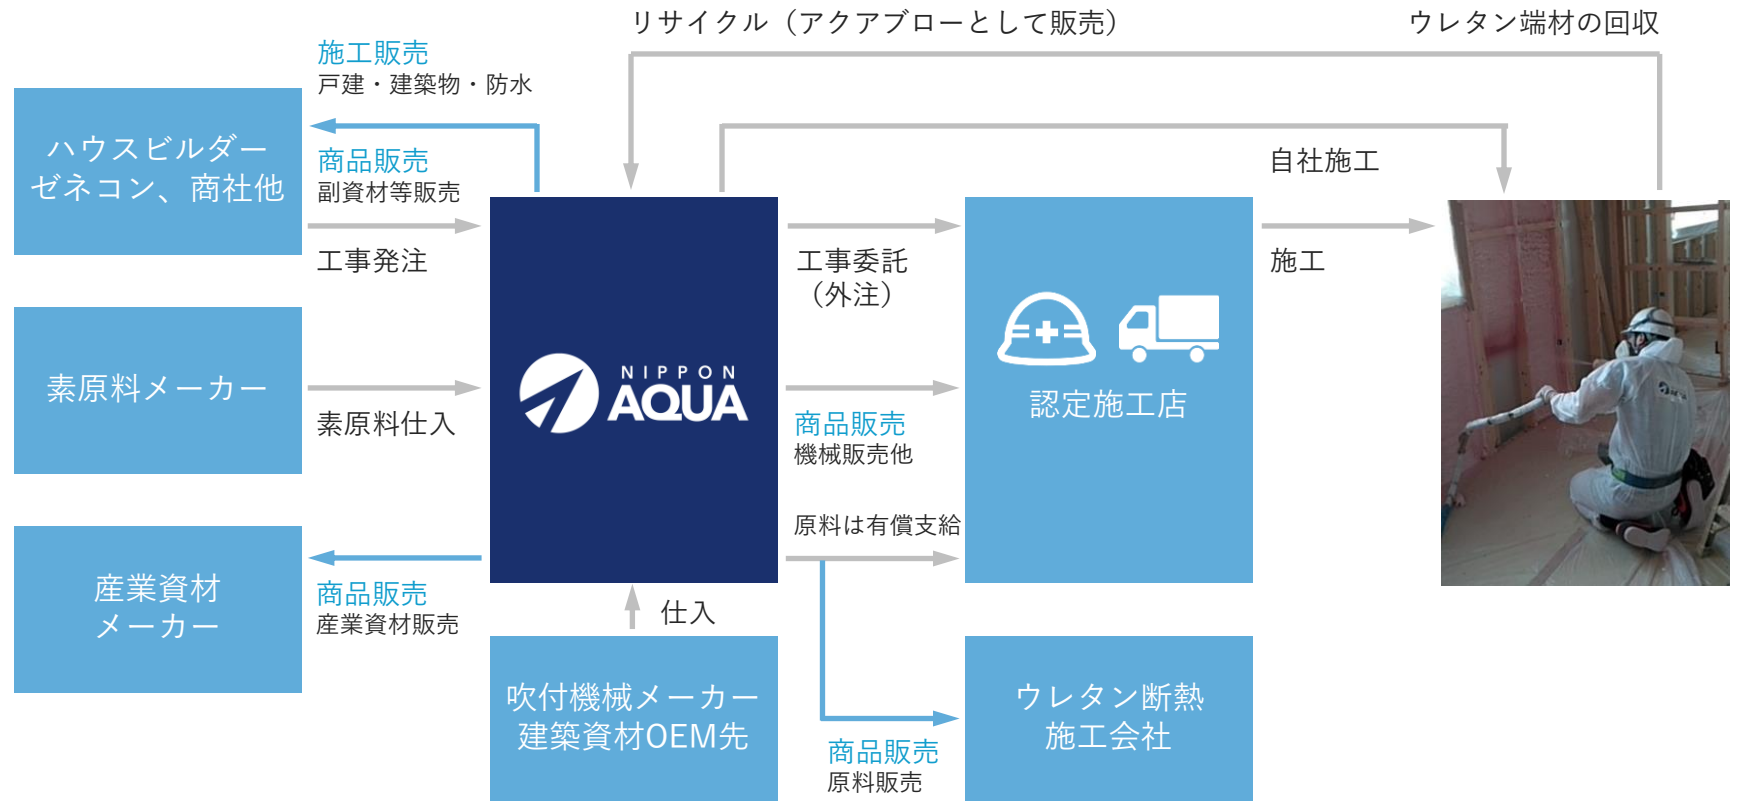 リサイクル（アクアブローとして販売）
ウレタン端材の回収
施工販売
戸建・建築物・防水
ハウスビルダー
ゼネコン、商社他
商品販売
副資材等販売
自社施工
工事発注
工事委託
（外注）
施工
素原料メーカー
素原料仕入
NIPPON
AQUA
商品販売
機械販売他
認定施工店
AQUA
原料は有償支給
産業資材
メーカー
商品販売
産業資材販売
仕入
吹付機械メーカー
建築資材OEM先
ウレタン断熱
施工会社
商品販売
原料販売